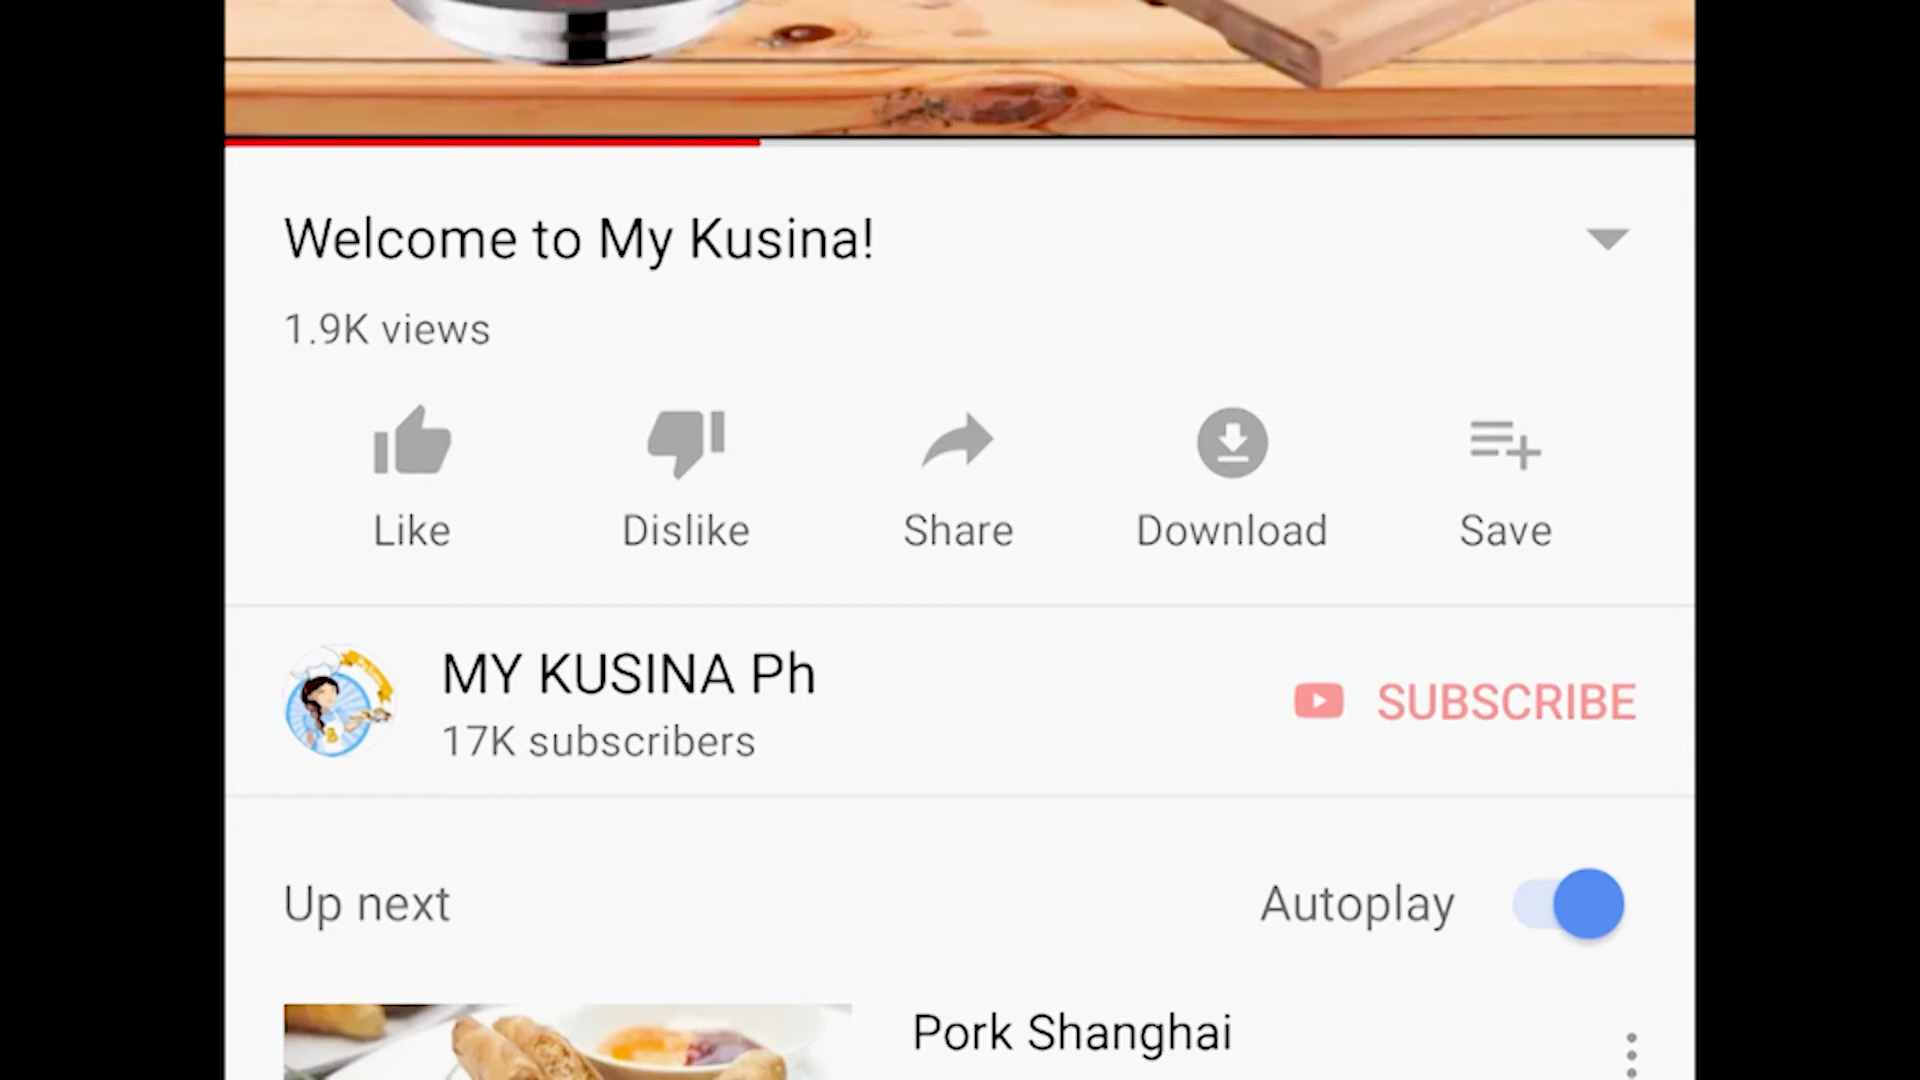 Welcome to My Kusina!
1.9K views
Like Dislike Share Download Save
MY KUSINA Ph
17K subscribers
SUBSCRIBE
Up next
Autoplay
Pork Shanghai